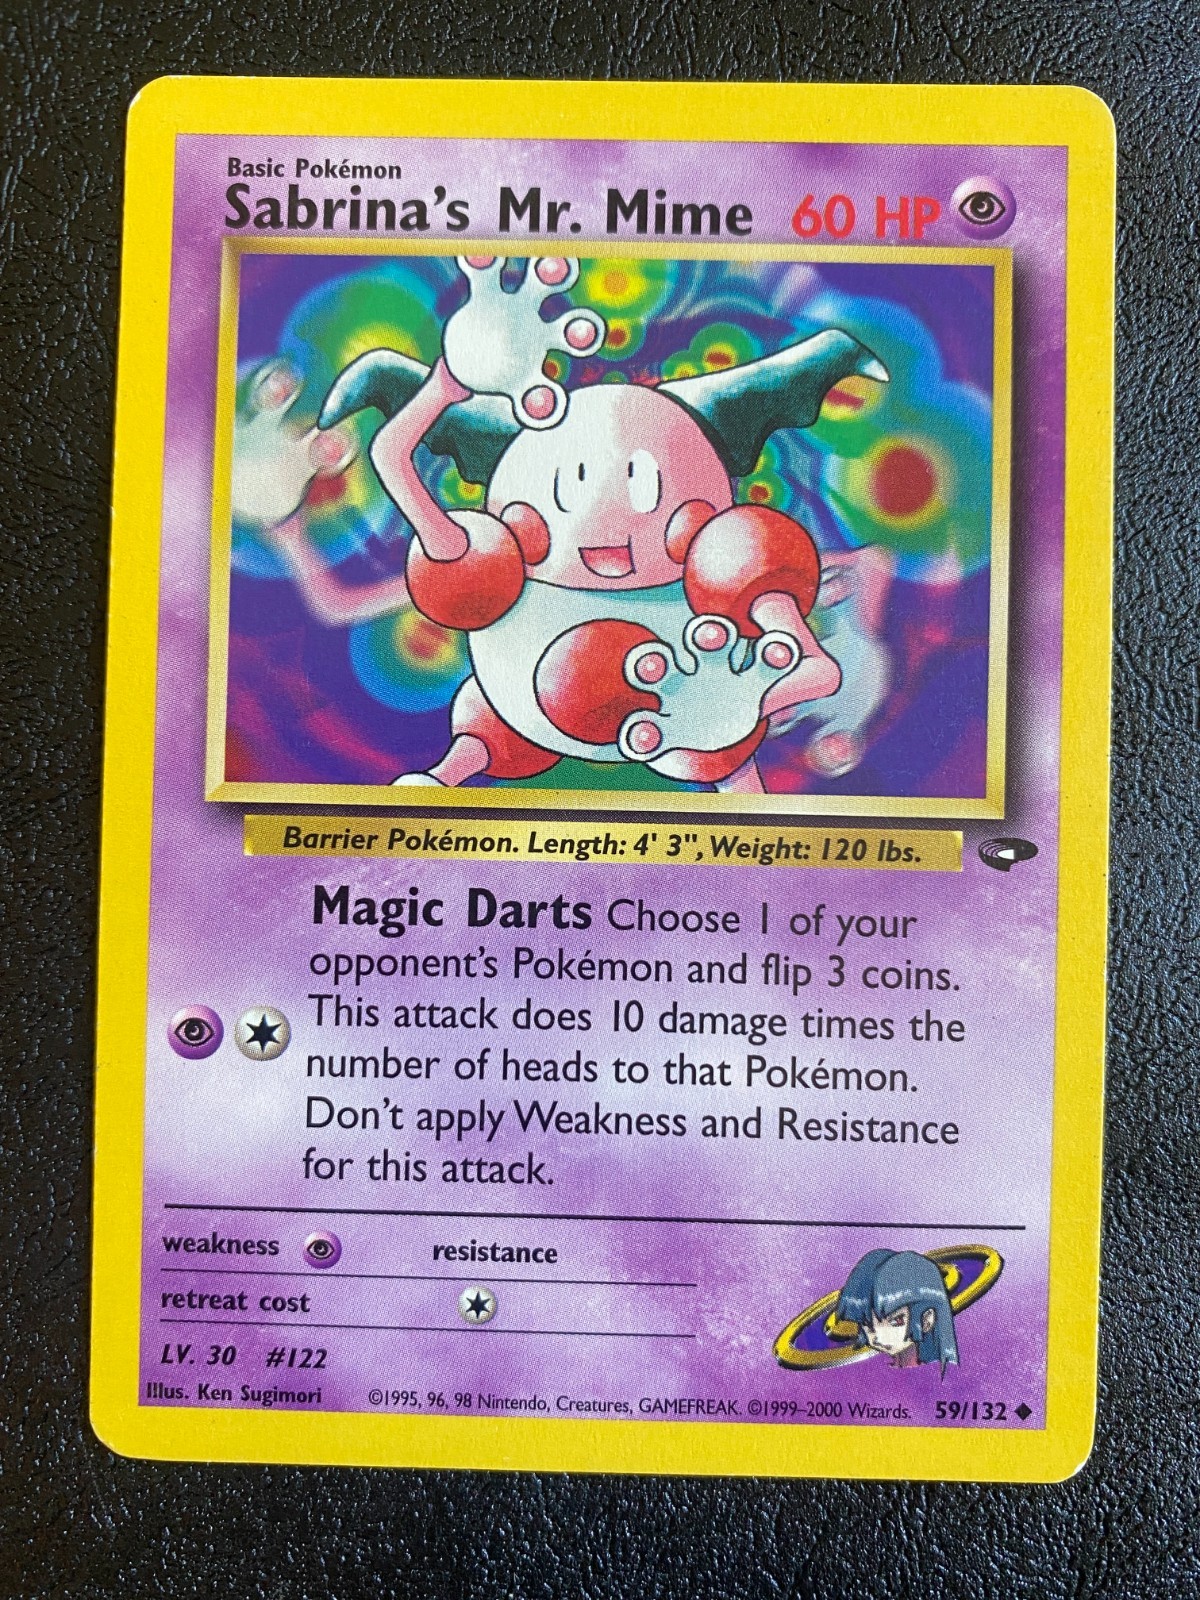 Basic Pokémon
Sabrina's Mr. Mime 60 HP
Barrier Pokémon. Length: 4' 3", Weight: 120 lbs.
Magic Darts Choose 1 of your
opponent's Pokémon and flip 3 coins.
This attack does 10 damage times the
number of heads to that Pokémon.
Don't apply Weakness and Resistance
for this attack.
weakness resistance
retreat cost
LV. 30 #122
Illus. Ken Sugimori ©1995, 96, 98 Nintendo, Creatures, GAMEFREAK. ©1999–2000 Wizards. 59/132